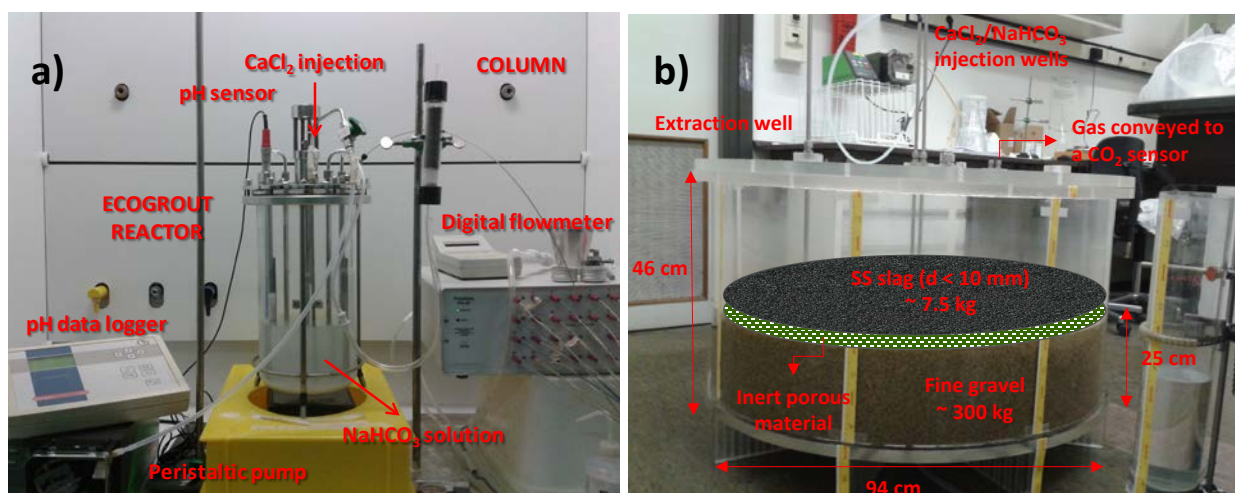 a)
CaCl₂ injection
COLUMN
pH sensor
ECOGROUT
REACTOR
Digital flowmeter
pH data logger
NaHCO₃ solution
Peristaltic pump
b)
CaCl₂/NaHCO₃
injection wells
Extraction well
Gas conveyed to
a CO₂ sensor
46 cm
SS slag (d < 10 mm)
~ 7.5 kg
25 cm
Inert porous
material
Fine gravel
~ 300 kg
94 cm